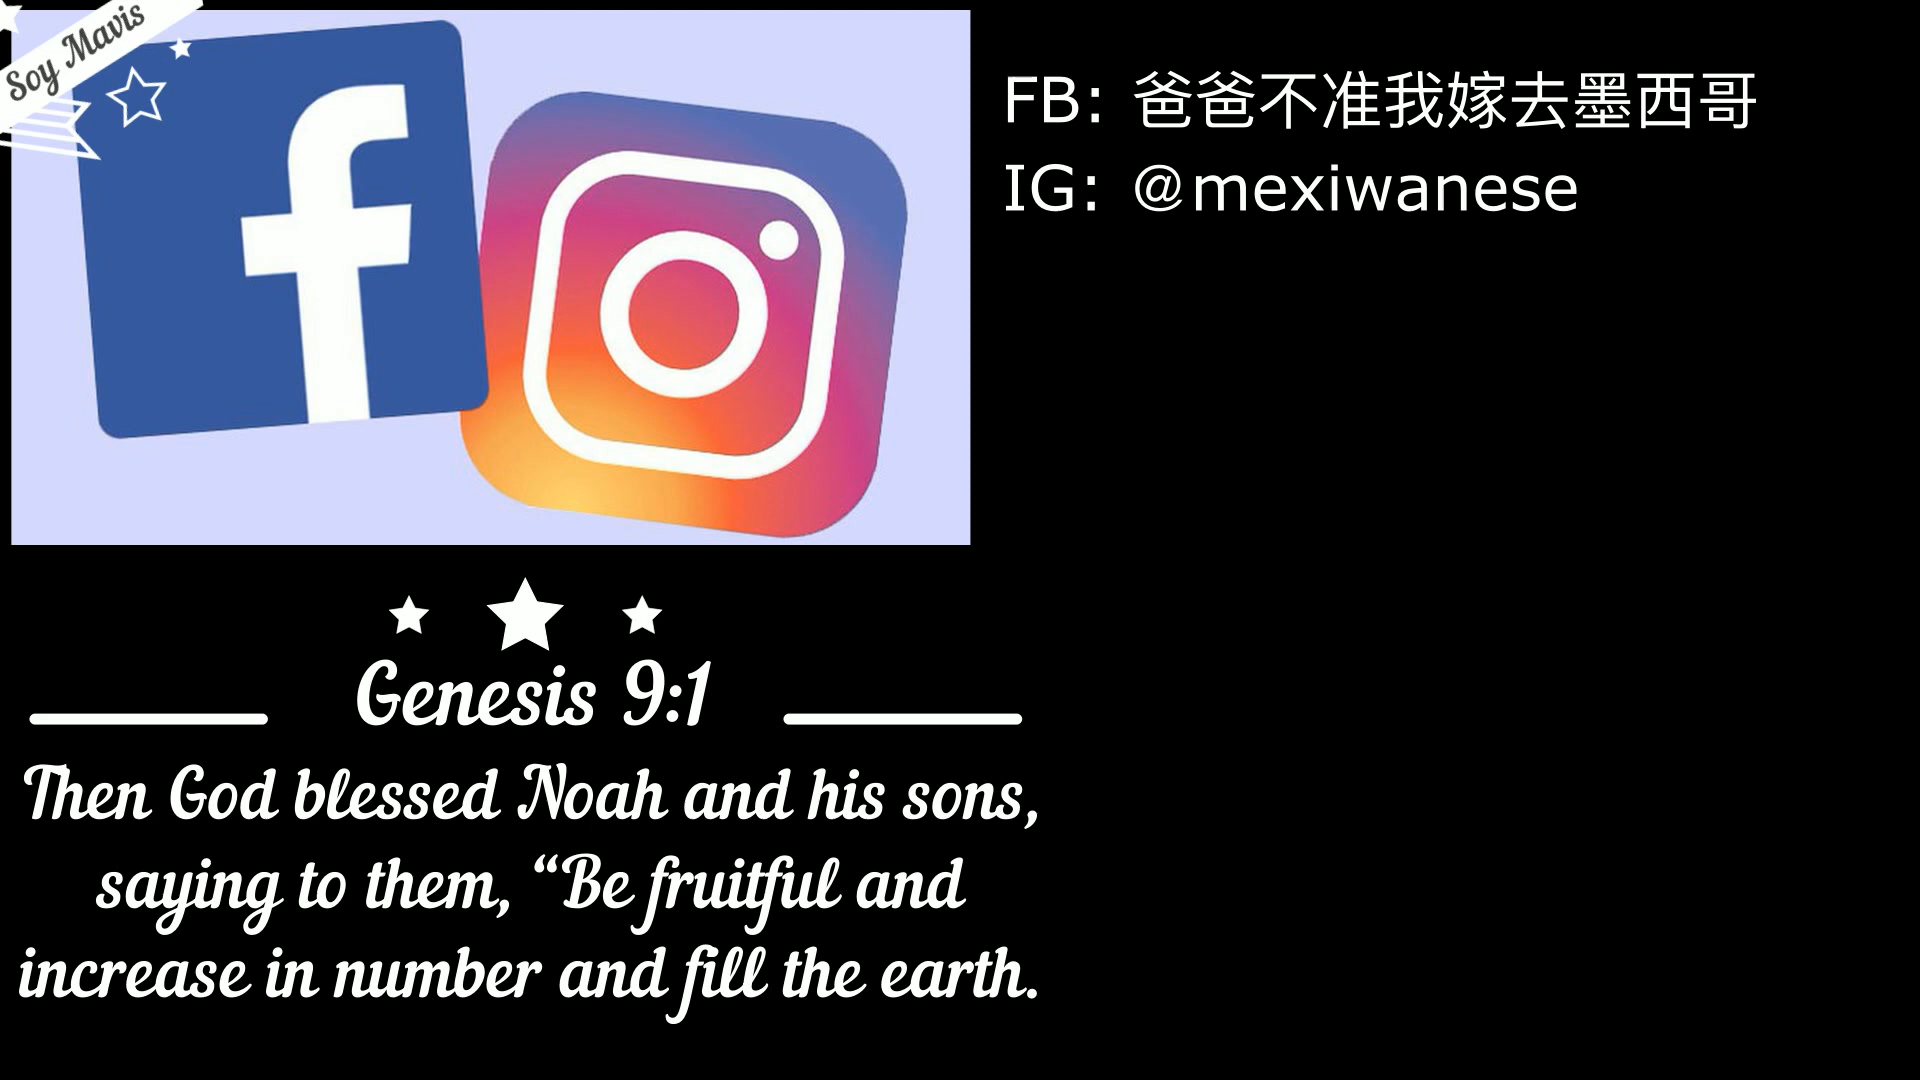 Soy Mavis
FB: 爸爸不准我嫁去墨西哥
IG: @mexiwanese
Genesis 9:1
Then God blessed Noah and his sons,
saying to them, “Be fruitful and
increase in number and fill the earth.